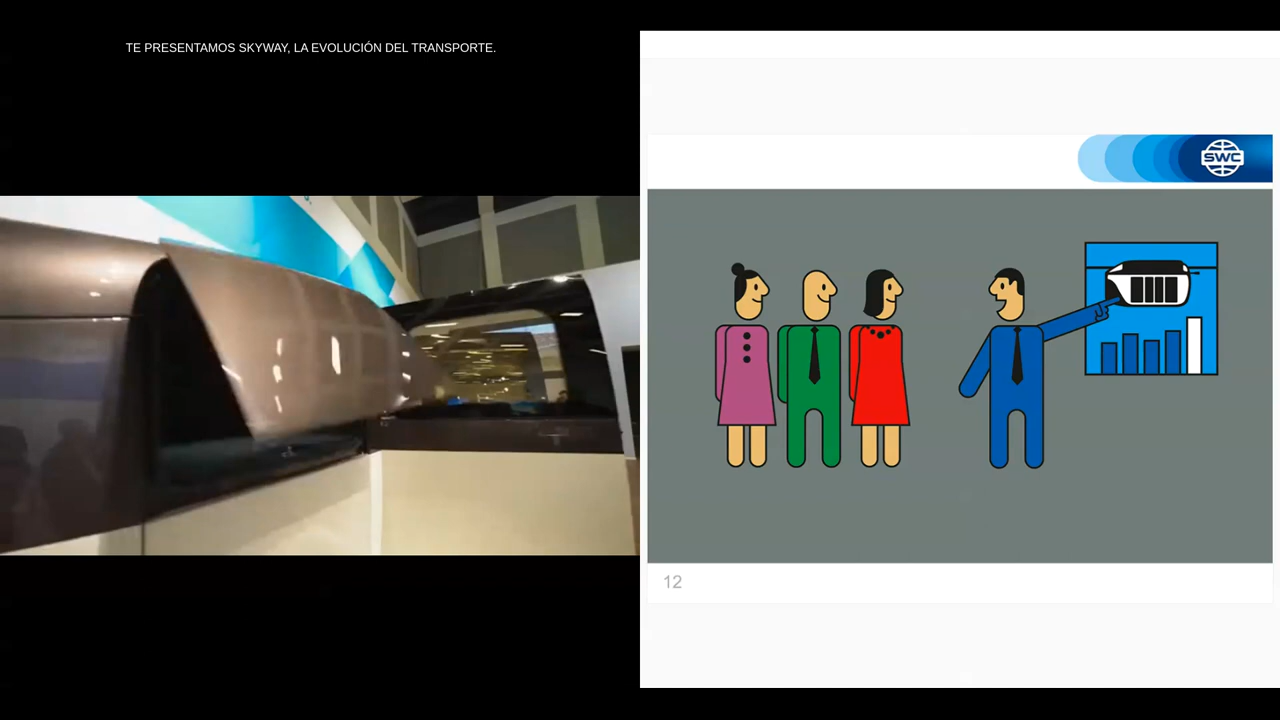 TE PRESENTAMOS SKYWAY, LA EVOLUCIÓN DEL TRANSPORTE.
SWC
12